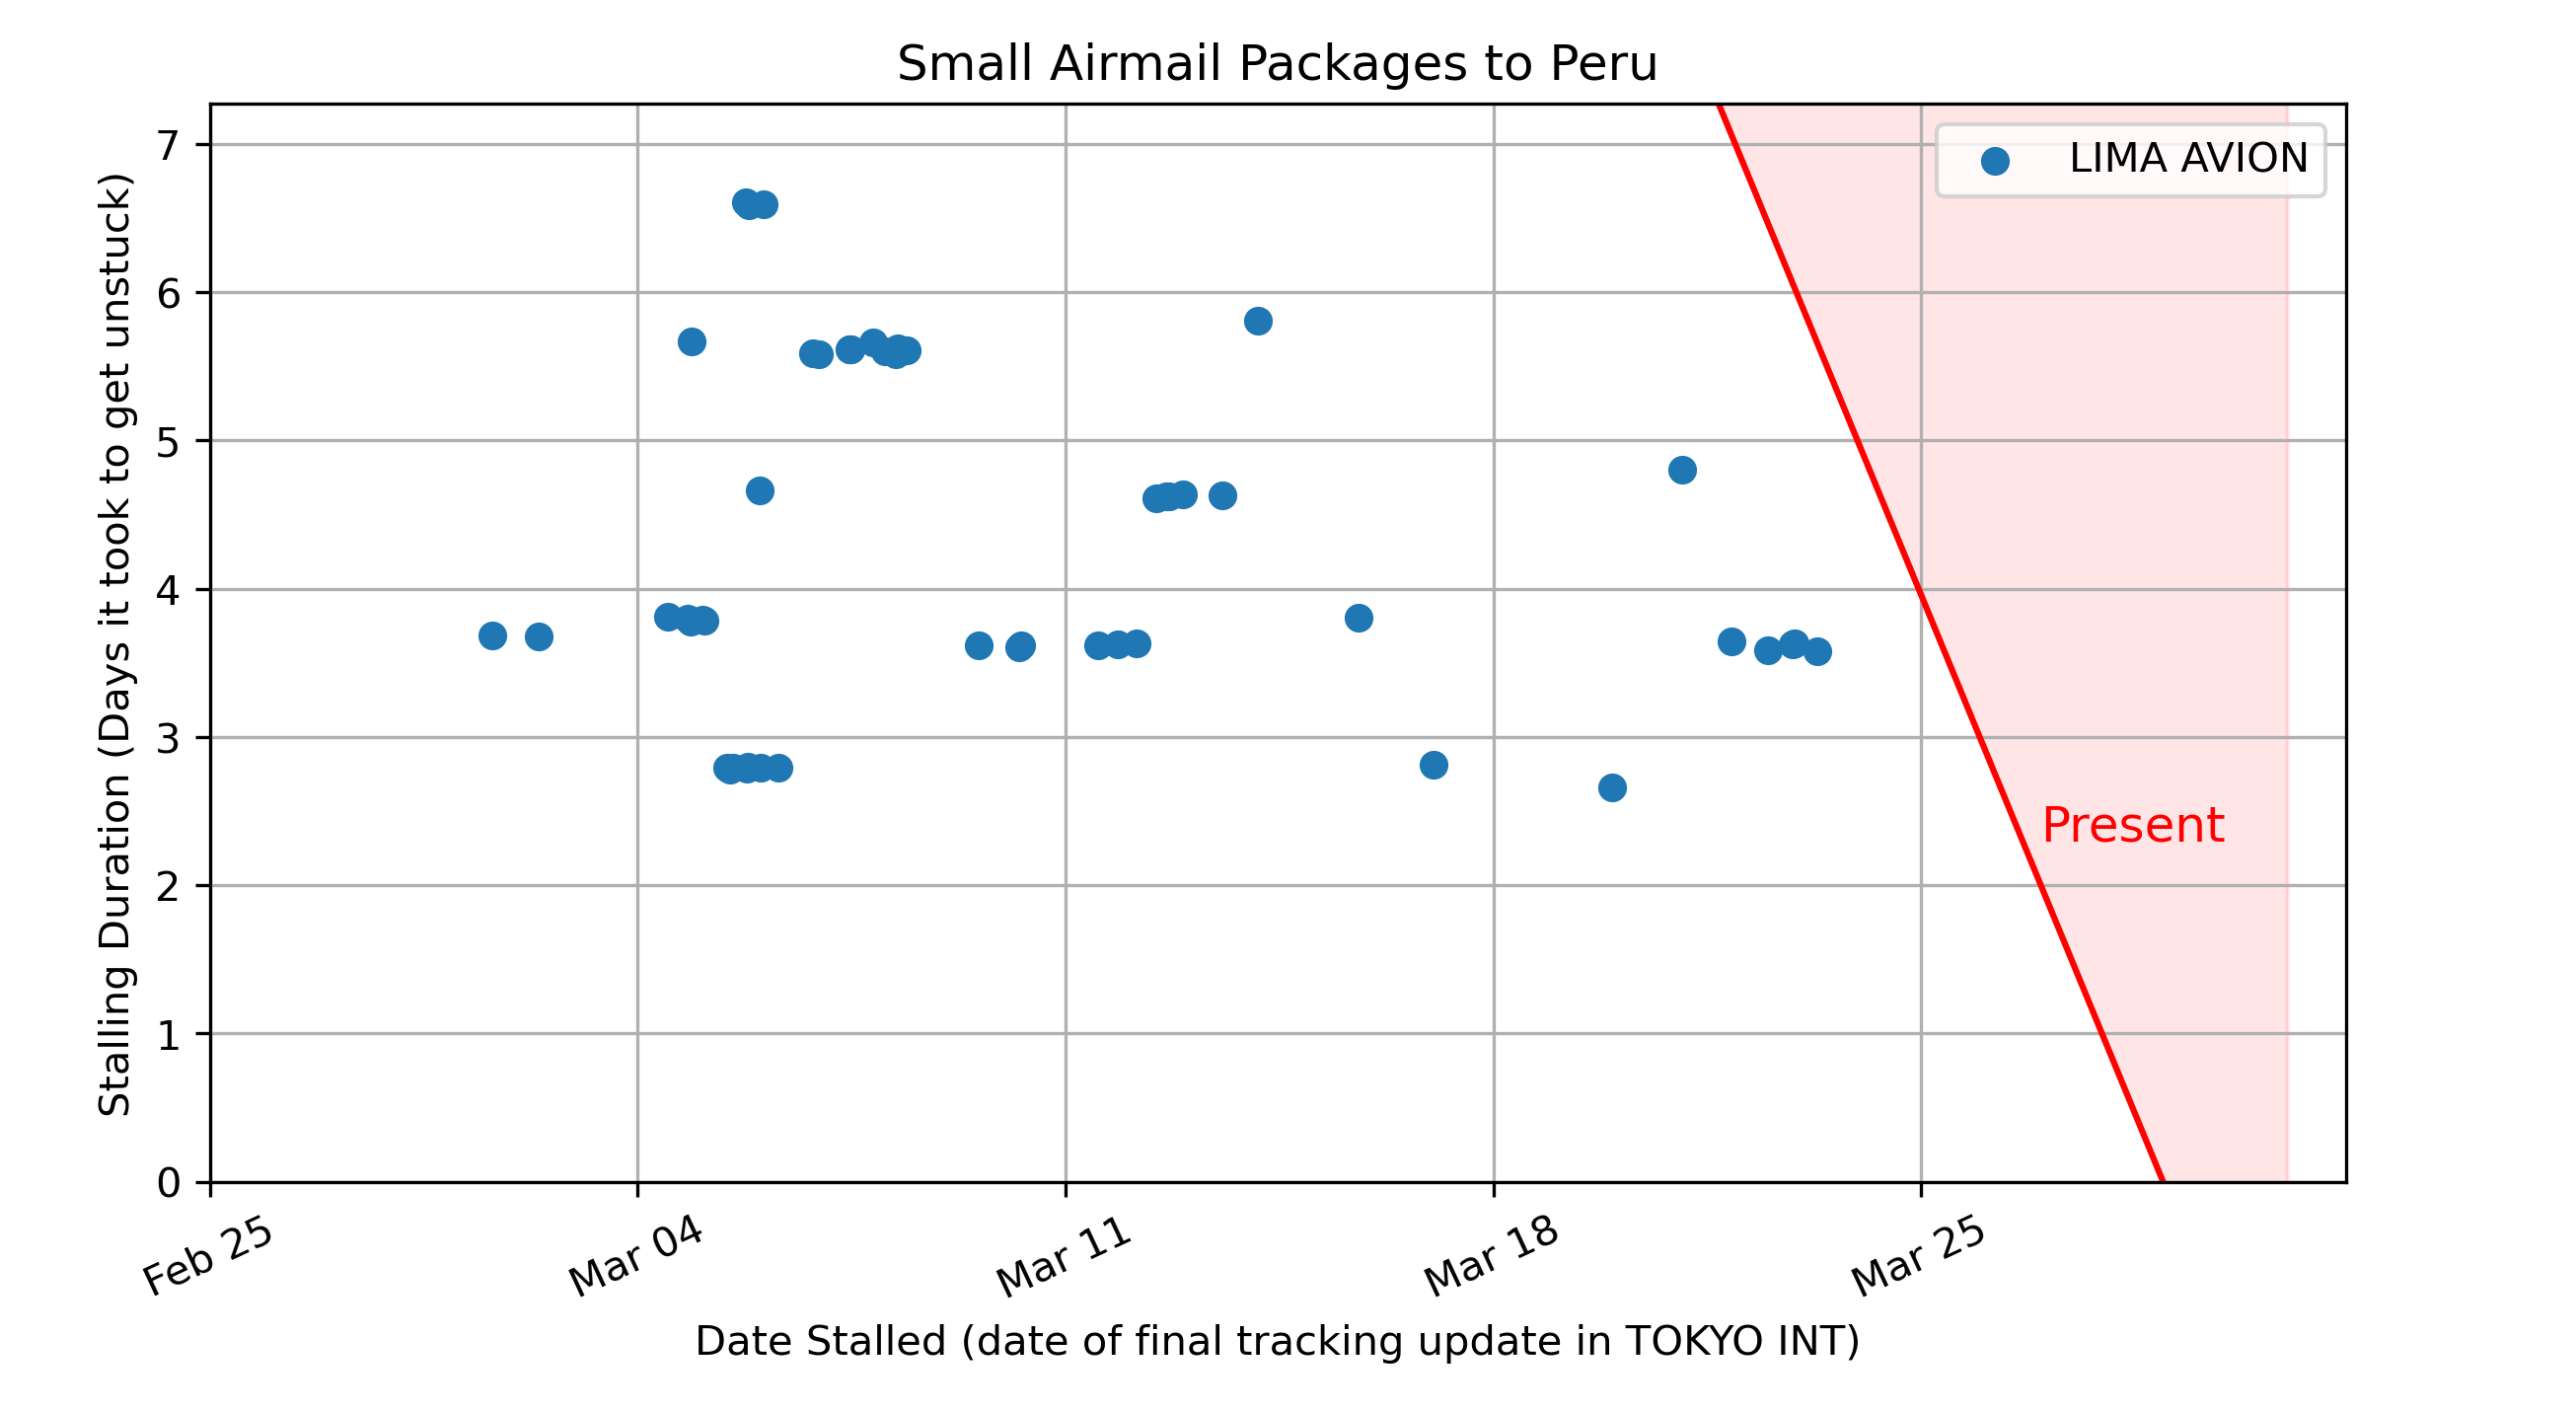 Small Airmail Packages to Peru
LIMA AVION
Stalling Duration (Days it took to get unstuck)
7
6
5
4
3
2
1
0
Present
Feb 25
Mar 04
Mar 11
Mar 18
Mar 25
Date Stalled (date of final tracking update in TOKYO INT)